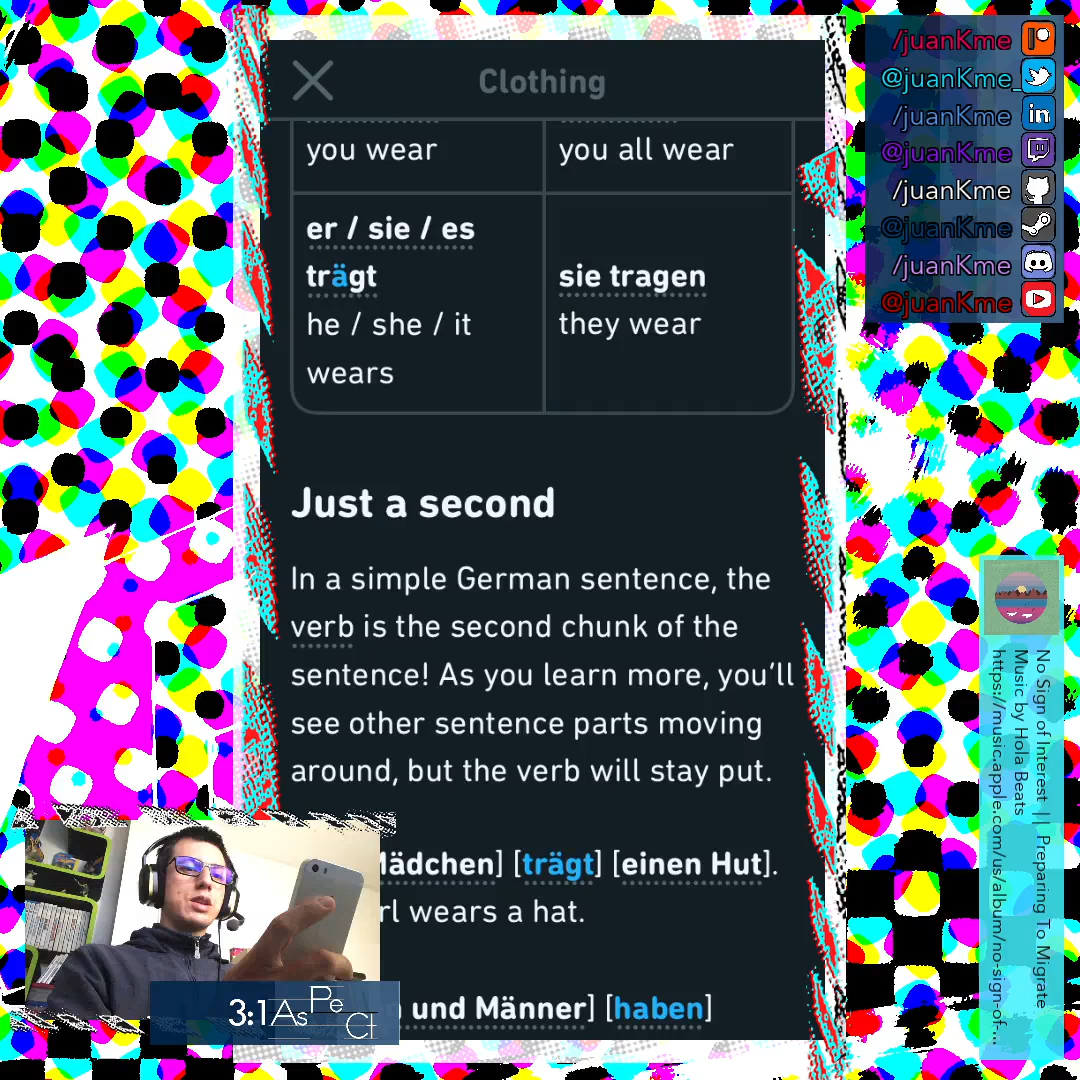 Clothing
you wear
you all wear
er / sie / es
trägt
he / she / it
wears
sie tragen
they wear
Just a second
In a simple German sentence, the
verb is the second chunk of the
sentence! As you learn more, you’ll
see other sentence parts moving
around, but the verb will stay put.
Mädchen] [trägt] [einen Hut].
rl wears a hat.
und Männer] [haben]
/juanKme
@juanKme_
/juanKme
@juanKme
/juanKme
@juanKme
/juanKme
@juanKme
No Sign of Interest || Preparing To Migrate
Music by Holla Beats
https://music.apple.com/us/album/no-sign-of...
3:1 AsPeCt